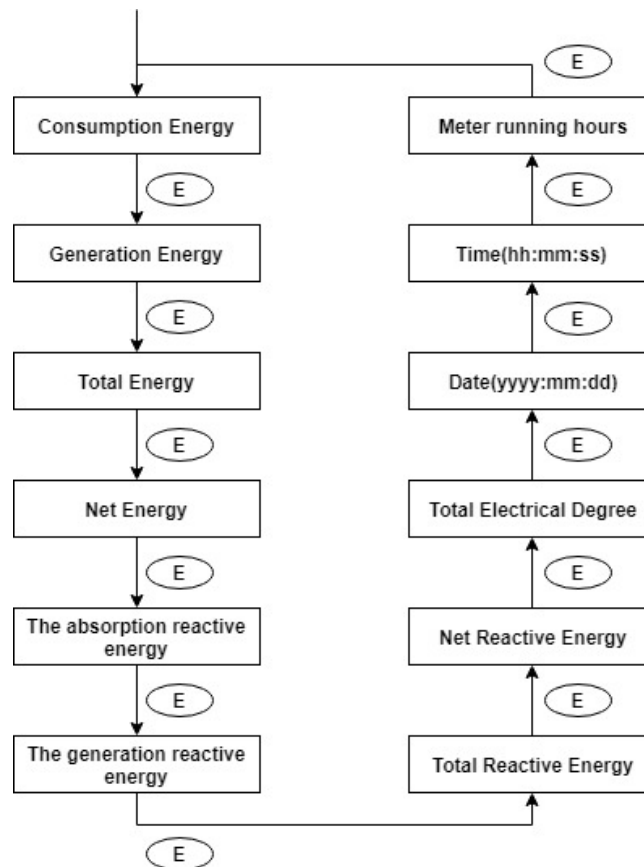 Consumption Energy
E
Generation Energy
E
Total Energy
E
Net Energy
E
The absorption reactive
energy
E
The generation reactive
energy
E
Total Reactive Energy
E
Net Reactive Energy
E
Total Electrical Degree
E
Date(yyyy:mm:dd)
E
Time(hh:mm:ss)
E
Meter running hours
E